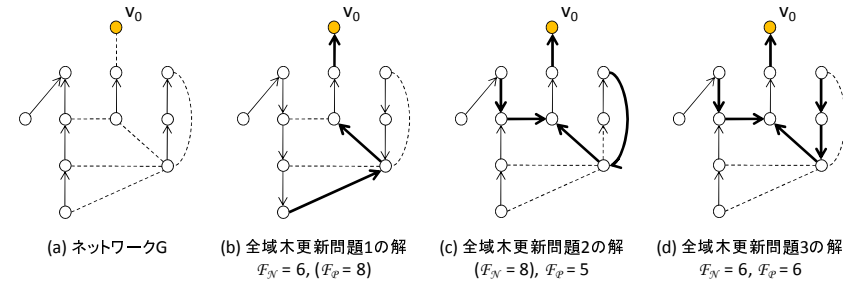 v₀
v₀
v₀
v₀
(a) ネットワークG
(b) 全域木更新問題1の解
ℱ𝒩 = 6, (ℱ𝒫 = 8)
(c) 全域木更新問題2の解
(ℱ𝒩 = 8), ℱ𝒫 = 5
(d) 全域木更新問題3の解
ℱ𝒩 = 6, ℱ𝒫 = 6